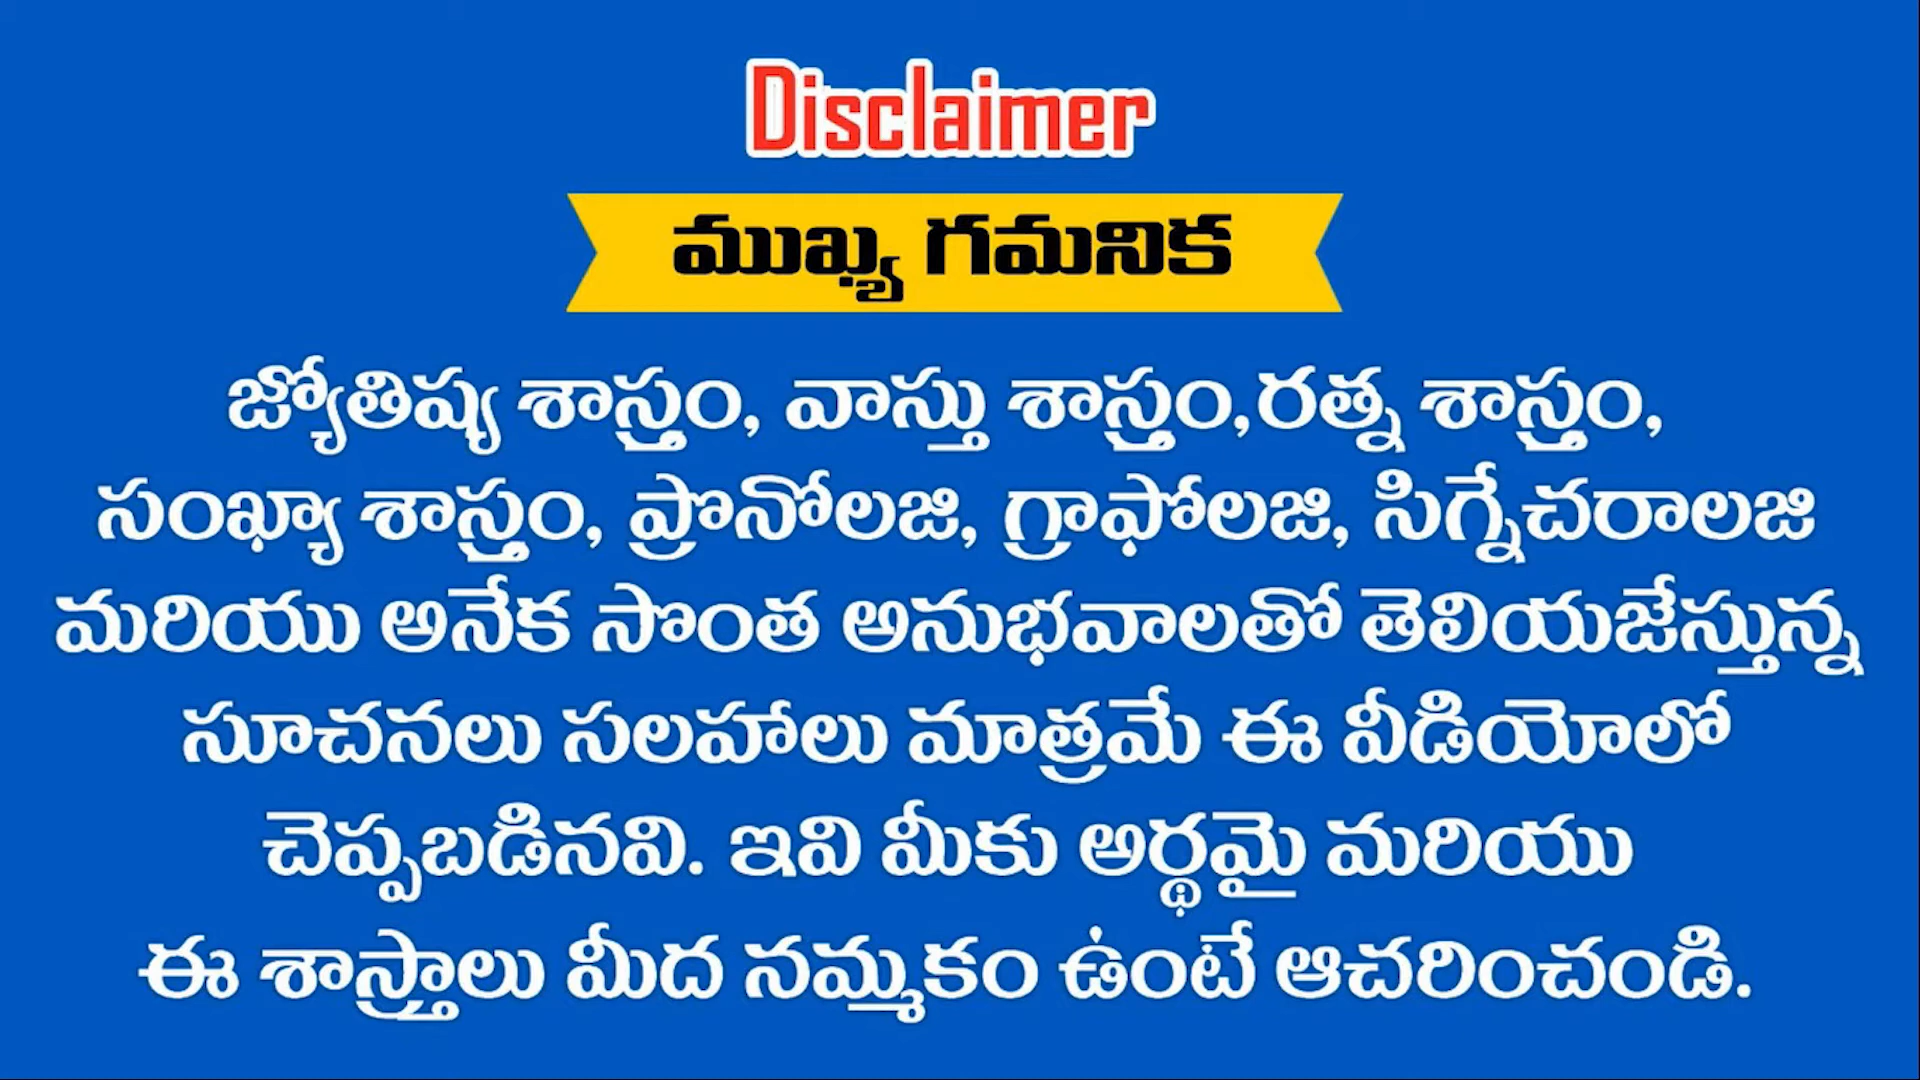 Disclaimer
ముఖ్య గమనిక
జ్యోతిష్య శాస్త్రం, వాస్తు శాస్త్రం,రత్న శాస్త్రం,
సంఖ్యా శాస్త్రం, ప్రొనోలజి, గ్రాఫోలజి, సిగ్నేచరాలజి
మరియు అనేక సొంత అనుభవాలతో తెలియజేస్తున్న
సూచనలు సలహాలు మాత్రమే ఈ వీడియోలో
చెప్పబడినవి. ఇవి మీకు అర్థమై మరియు
ఈ శాస్త్రాలు మీద నమ్మకం ఉంటే ఆచరించండి.